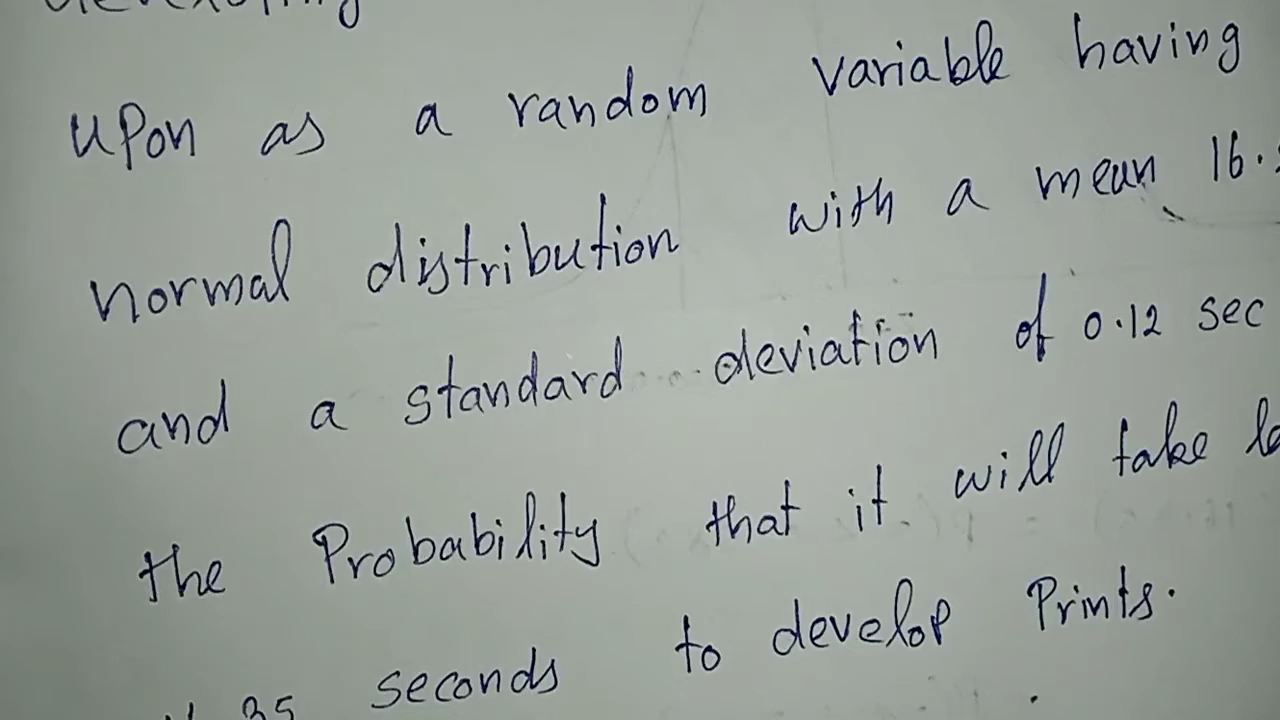 upon as a random variable having
normal distribution with a mean 16.
and a standard deviation of 0.12 sec
the Probability that it will take
35 seconds to develop Prints.